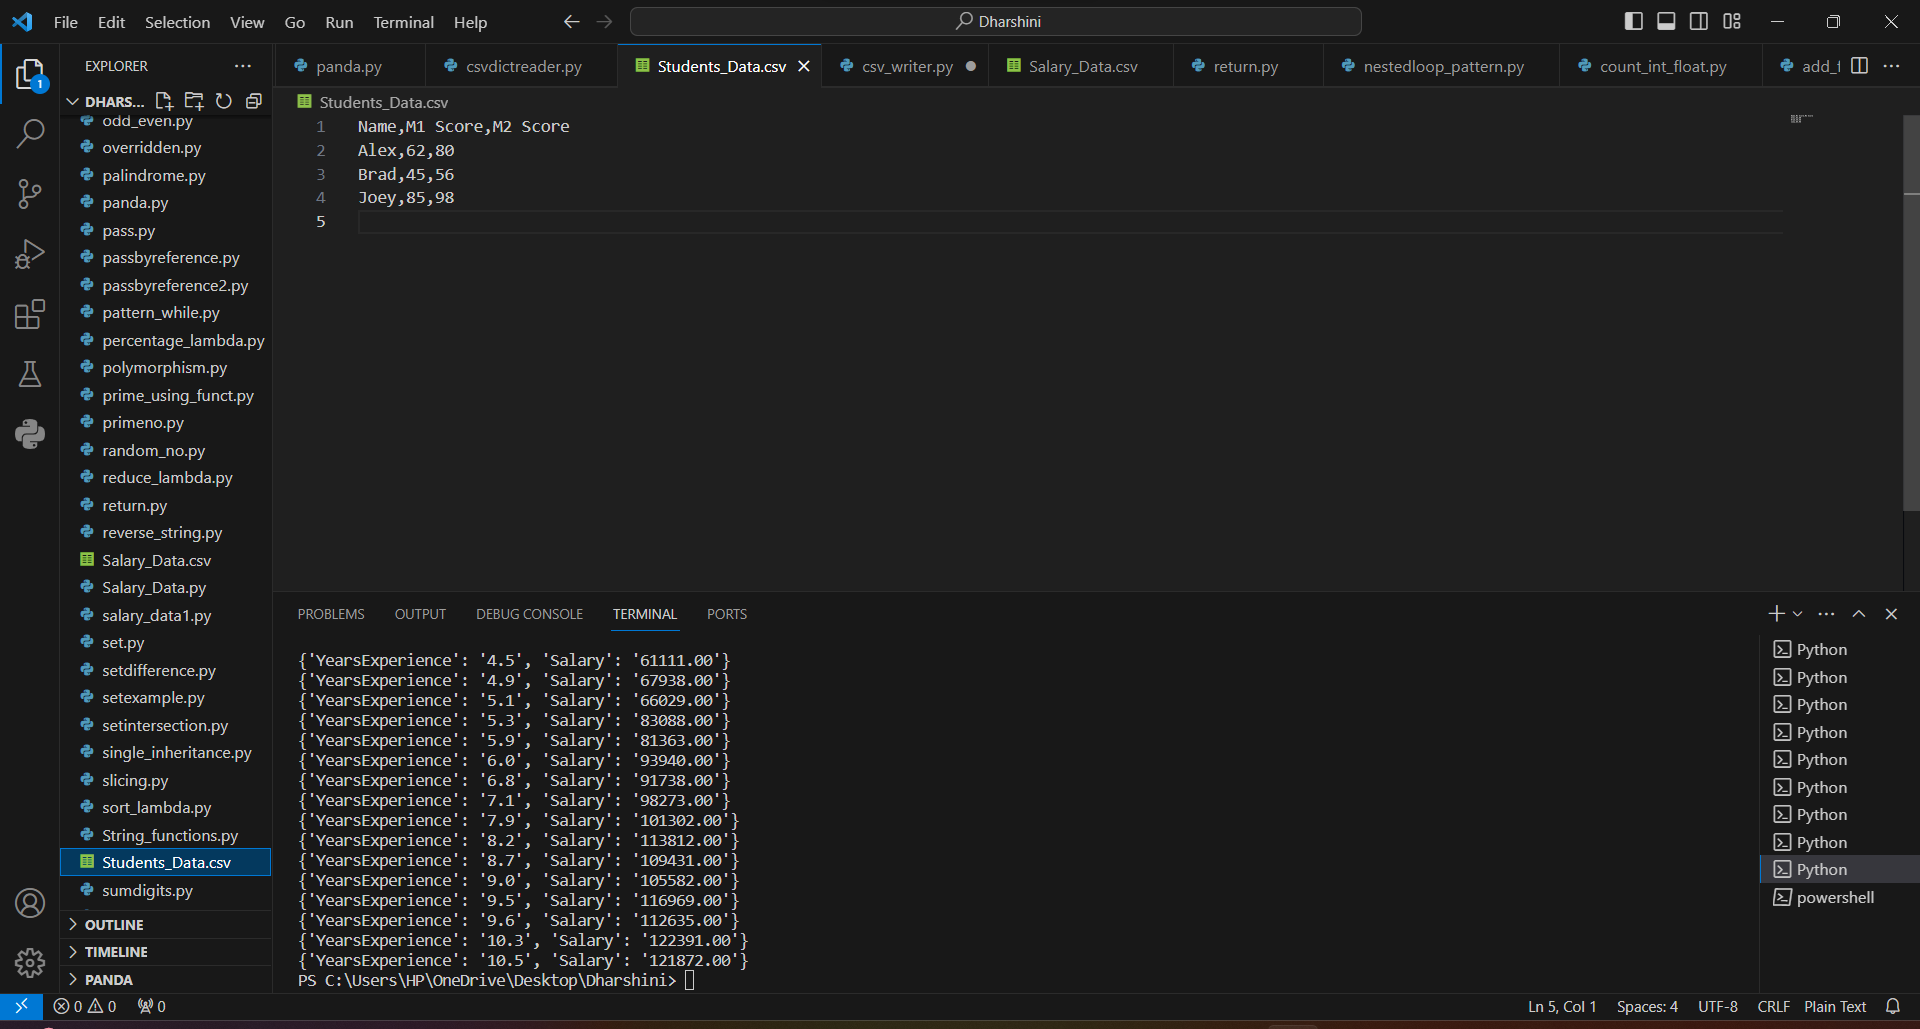 File Edit Selection View Go Run Terminal Help
Dharshini
EXPLORER
1
DHARS...
odd_even.py
overridden.py
palindrome.py
panda.py
pass.py
passbyreference.py
passbyreference2.py
pattern_while.py
percentage_lambda.py
polymorphism.py
prime_using_funct.py
primeno.py
random_no.py
reduce_lambda.py
return.py
reverse_string.py
Salary_Data.csv
Salary_Data.py
salary_data1.py
set.py
setdifference.py
setexample.py
setintersection.py
single_inheritance.py
slicing.py
sort_lambda.py
String_functions.py
Students_Data.csv
sumdigits.py
OUTLINE
TIMELINE
PANDA
panda.py csvdictreader.py Students_Data.csv csv_writer.py Salary_Data.csv return.py nestedloop_pattern.py count_int_float.py add_f
Students_Data.csv
1 Name,M1 Score,M2 Score
2 Alex,62,80
3 Brad,45,56
4 Joey,85,98
5
PROBLEMS OUTPUT DEBUG CONSOLE TERMINAL PORTS
{'YearsExperience': '4.5', 'Salary': '61111.00'}
{'YearsExperience': '4.9', 'Salary': '67938.00'}
{'YearsExperience': '5.1', 'Salary': '66029.00'}
{'YearsExperience': '5.3', 'Salary': '83088.00'}
{'YearsExperience': '5.9', 'Salary': '81363.00'}
{'YearsExperience': '6.0', 'Salary': '93940.00'}
{'YearsExperience': '6.8', 'Salary': '91738.00'}
{'YearsExperience': '7.1', 'Salary': '98273.00'}
{'YearsExperience': '7.9', 'Salary': '101302.00'}
{'YearsExperience': '8.2', 'Salary': '113812.00'}
{'YearsExperience': '8.7', 'Salary': '109431.00'}
{'YearsExperience': '9.0', 'Salary': '105582.00'}
{'YearsExperience': '9.5', 'Salary': '116969.00'}
{'YearsExperience': '9.6', 'Salary': '112635.00'}
{'YearsExperience': '10.3', 'Salary': '122391.00'}
{'YearsExperience': '10.5', 'Salary': '121872.00'}
PS C:\Users\HP\OneDrive\Desktop\Dharshini>
Python
Python
Python
Python
Python
Python
Python
Python
Python
powershell
0 0 0
Ln 5, Col 1 Spaces: 4 UTF-8 CRLF Plain Text